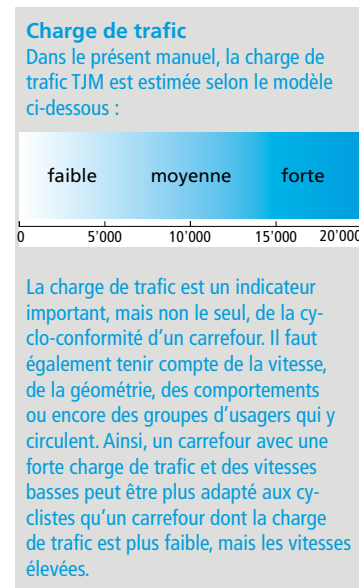 Charge de trafic
Dans le présent manuel, la charge de
trafic TJM est estimée selon le modèle
ci-dessous :
faible moyenne forte
0 5'000 10'000 15'000 20'000
La charge de trafic est un indicateur
important, mais non le seul, de la cy-
clo-conformité d'un carrefour. Il faut
également tenir compte de la vitesse,
de la géométrie, des comportements
ou encore des groupes d'usagers qui y
circulent. Ainsi, un carrefour avec une
forte charge de trafic et des vitesses
basses peut être plus adapté aux cy-
clistes qu'un carrefour dont la charge
de trafic est plus faible, mais les vitesses
élevées.